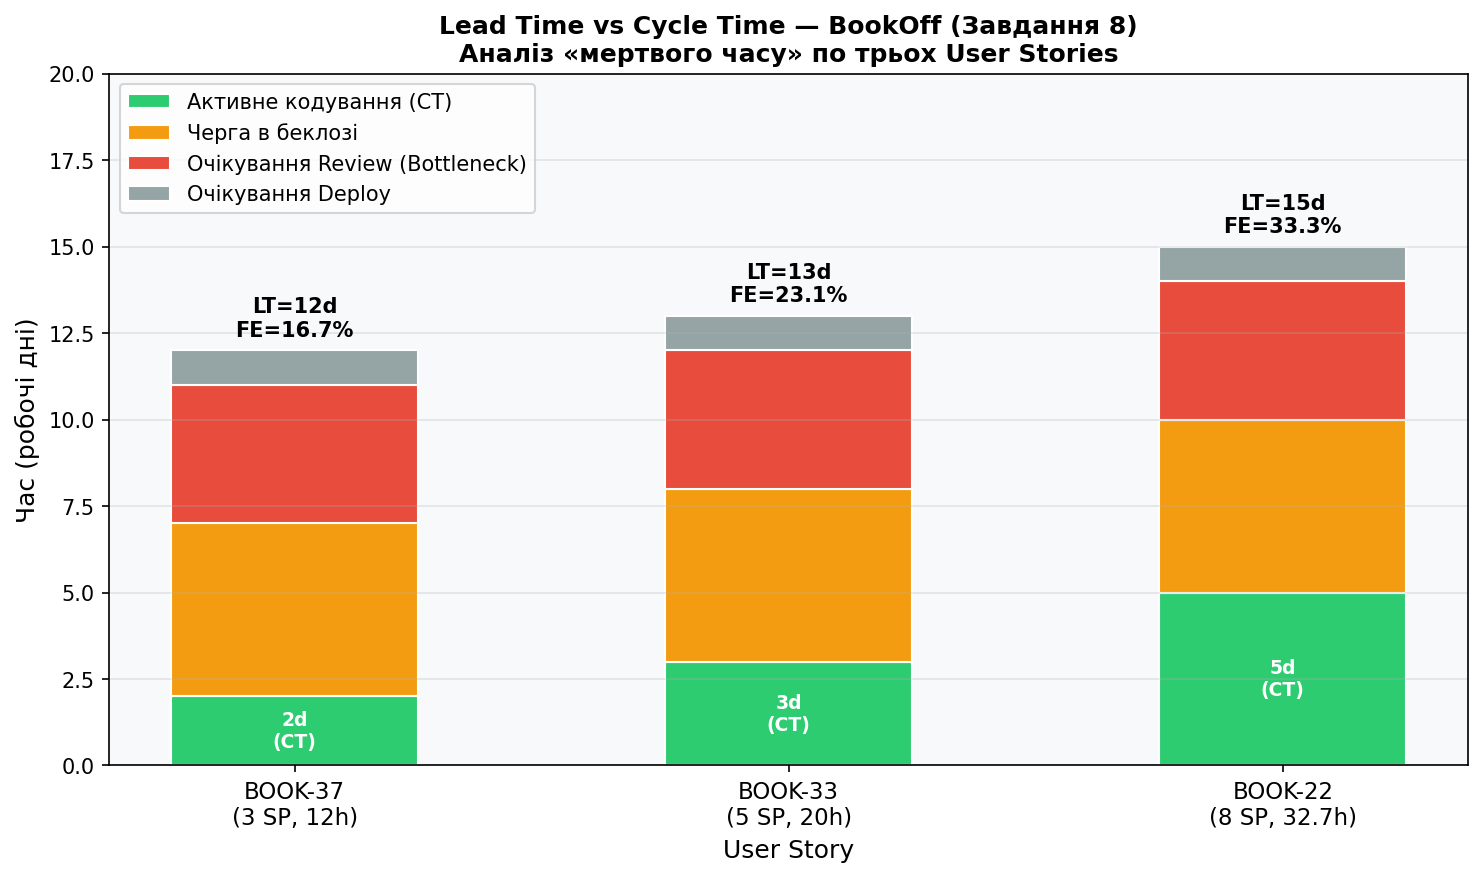 Lead Time vs Cycle Time — BookOff (Завдання 8)
Аналіз «мертвого часу» по трьох User Stories
Активне кодування (CT)
Черга в беклозі
Очікування Review (Bottleneck)
Очікування Deploy
Час (робочі дні)
20.0
17.5
15.0
12.5
10.0
7.5
5.0
2.5
0.0
LT=12d
FE=16.7%
2d
(CT)
LT=13d
FE=23.1%
3d
(CT)
LT=15d
FE=33.3%
5d
(CT)
BOOK-37
(3 SP, 12h)
BOOK-33
(5 SP, 20h)
BOOK-22
(8 SP, 32.7h)
User Story